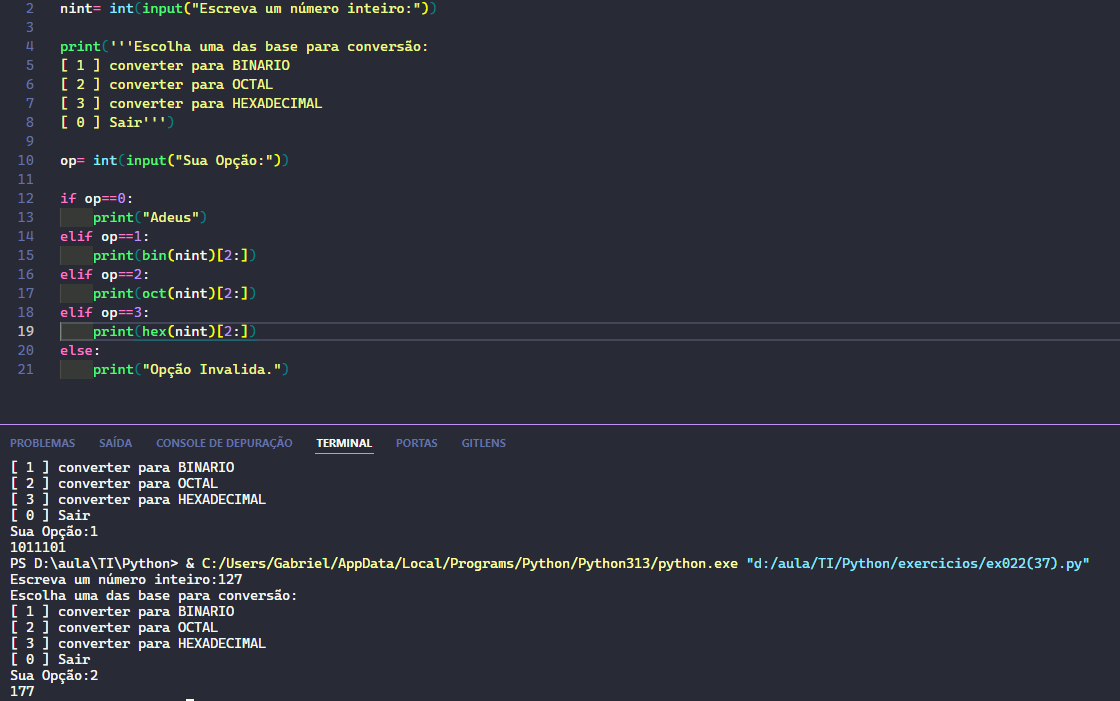 2 nint= int(input("Escreva um número inteiro:"))
3
4 print('''Escolha uma das base para conversão:
5 [ 1 ] converter para BINARIO
6 [ 2 ] converter para OCTAL
7 [ 3 ] converter para HEXADECIMAL
8 [ 0 ] Sair''')
9
10 op= int(input("Sua Opção:"))
11
12 if op==0:
13     print("Adeus")
14 elif op==1:
15     print(bin(nint)[2:])
16 elif op==2:
17     print(oct(nint)[2:])
18 elif op==3:
19     print(hex(nint)[2:])
20 else:
21     print("Opção Invalida.")
PROBLEMAS SAÍDA CONSOLE DE DEPURAÇÃO TERMINAL PORTAS GITLENS
[ 1 ] converter para BINARIO
[ 2 ] converter para OCTAL
[ 3 ] converter para HEXADECIMAL
[ 0 ] Sair
Sua Opção:1
1011101
PS D:\aula\TI\Python> & C:/Users/Gabriel/AppData/Local/Programs/Python/Python313/python.exe "d:/aula/TI/Python/exercicios/ex022(37).py"
Escreva um número inteiro:127
Escolha uma das base para conversão:
[ 1 ] converter para BINARIO
[ 2 ] converter para OCTAL
[ 3 ] converter para HEXADECIMAL
[ 0 ] Sair
Sua Opção:2
177